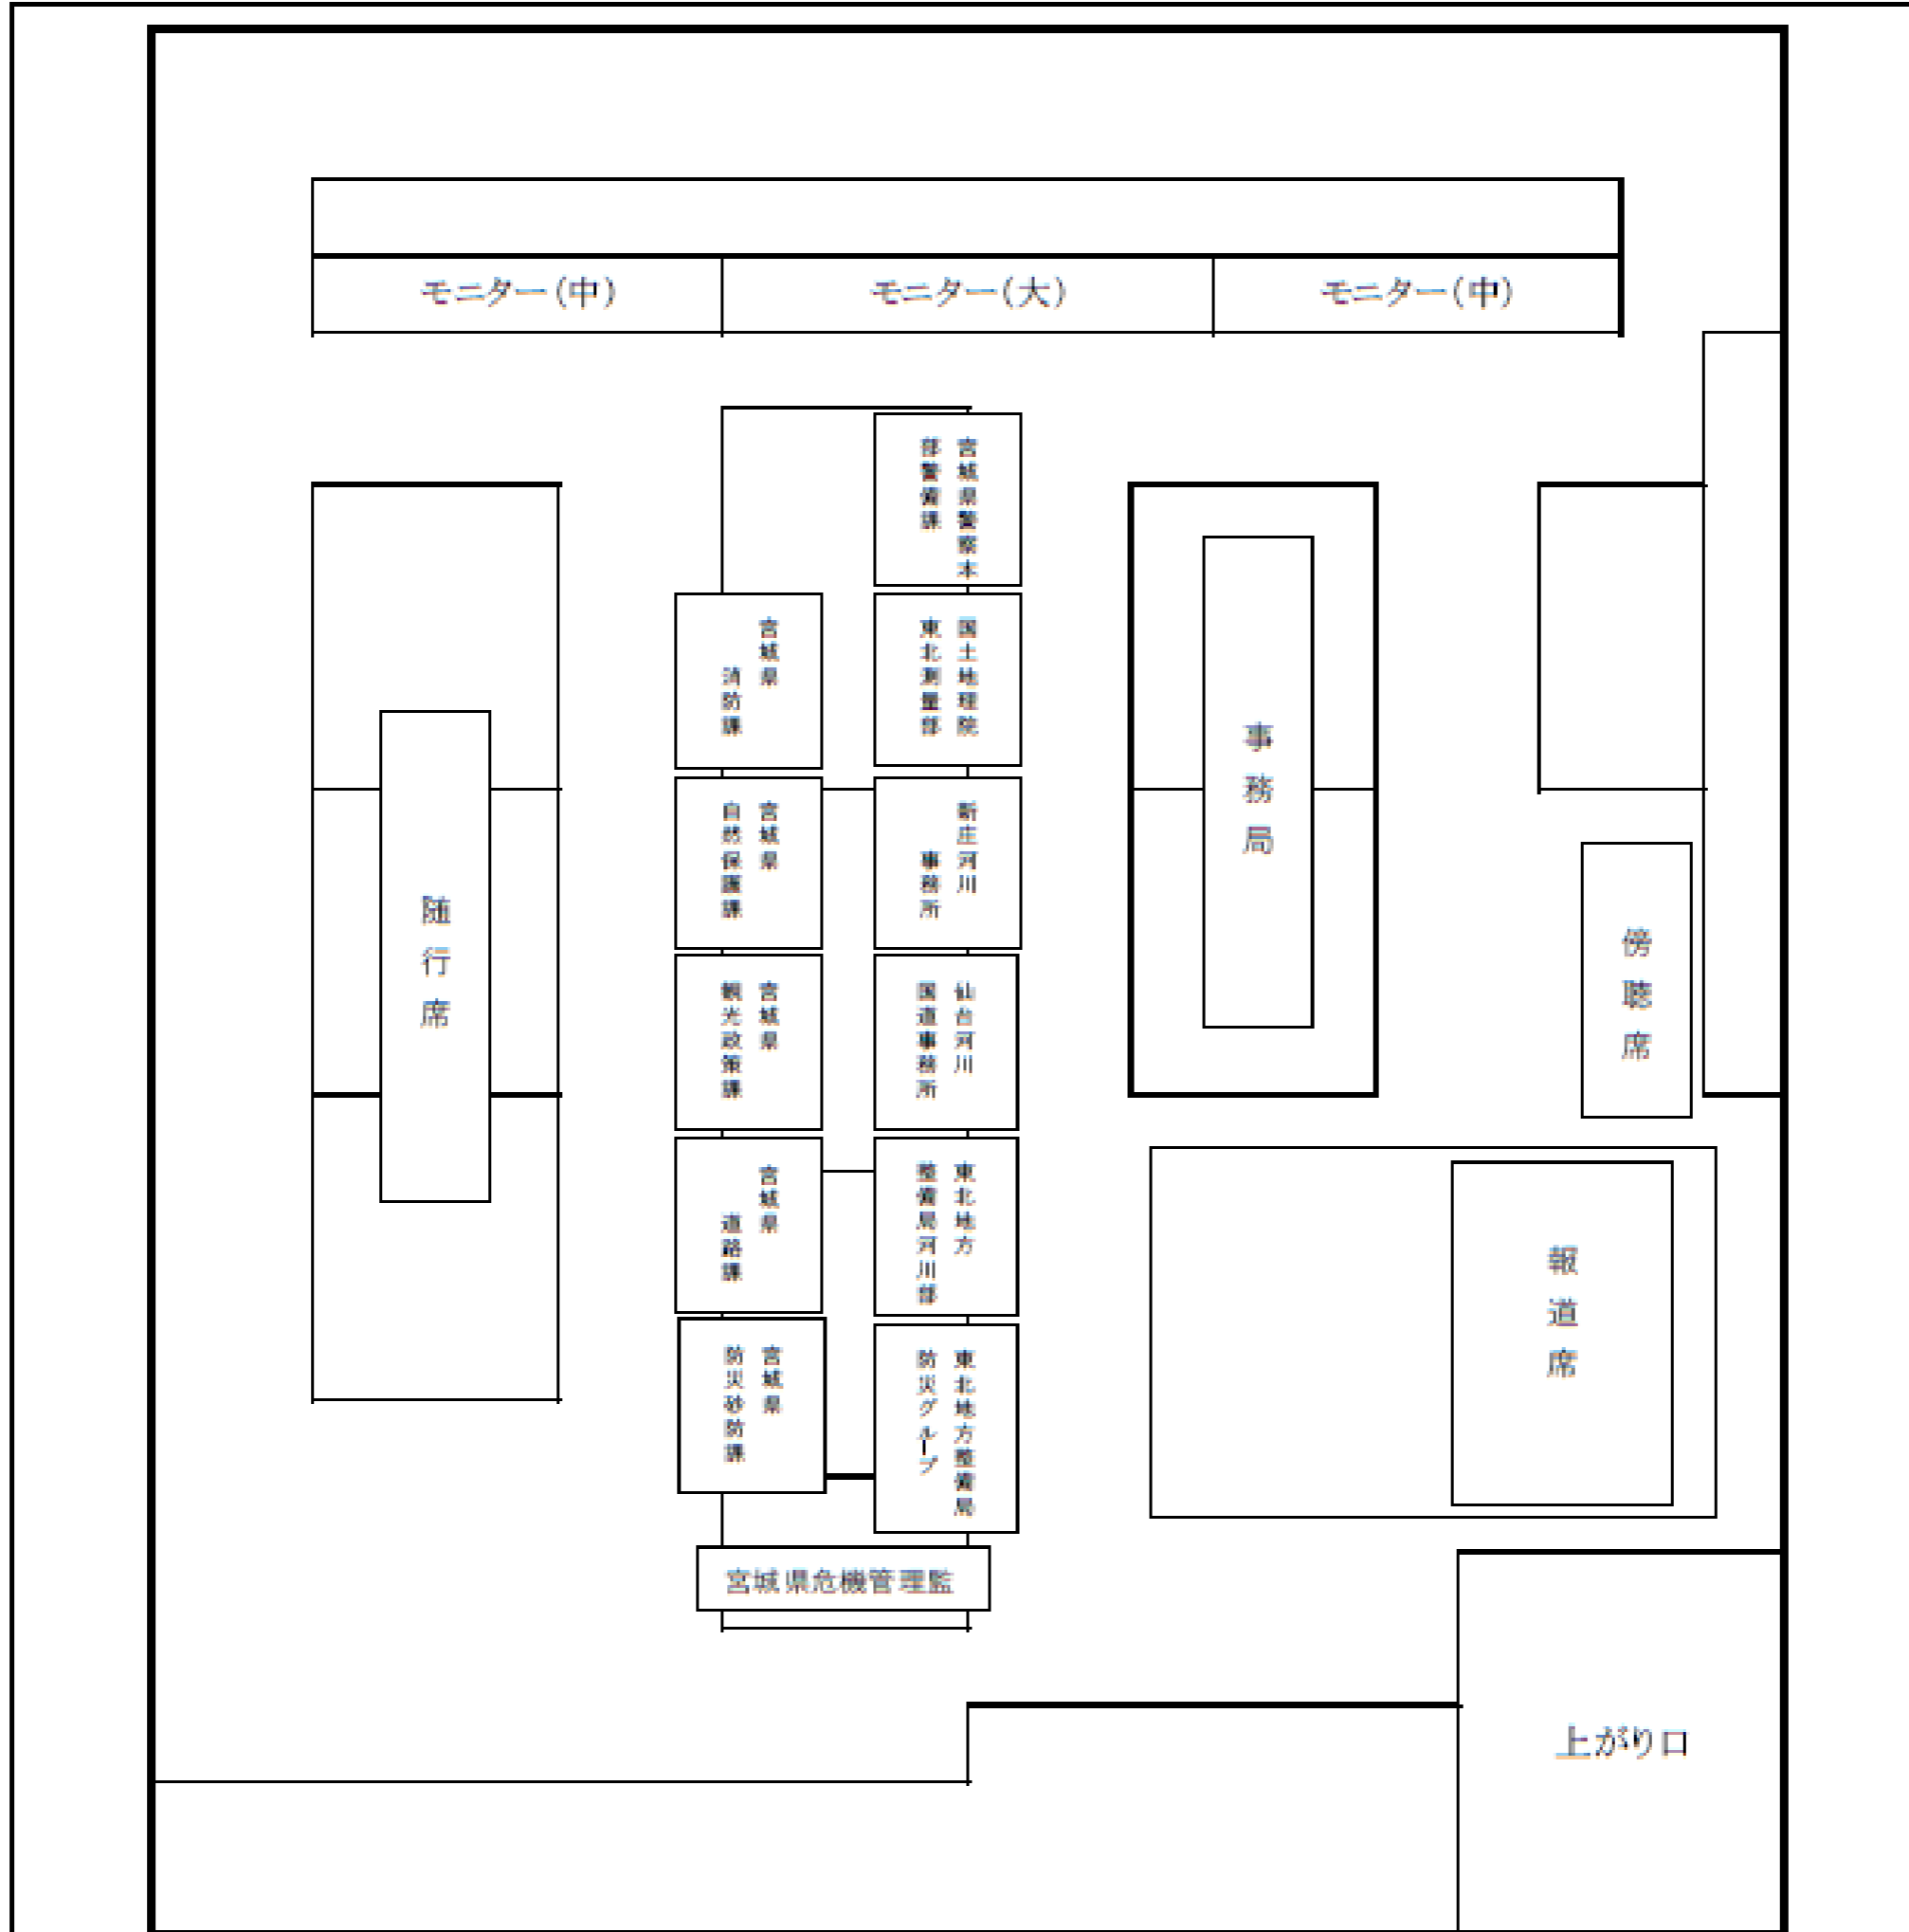 モニター(中)
モニター(大)
モニター(中)
宮城県警察本
部警備課
宮城県
消防課
国土地理院
東北測量部
宮城県
自然保護課
新庄河川
事務所
宮城県
観光政策課
仙台河川
国道事務所
宮城県
道路課
東北地方
整備局河川部
宮城県
防災砂防課
東北地方整備局
防災グループ
宮城県危機管理監
随行席
事務局
傍聴席
報道席
上がり口